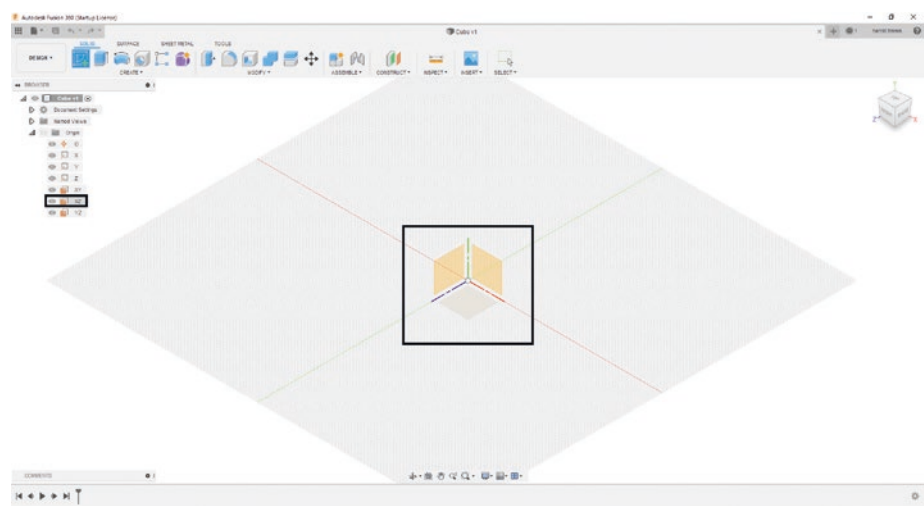 Autodesk Fusion 360 (Startup License)
Cube v1
SOLID SURFACE SHEET METAL TOOLS
DESIGN
CREATE MODIFY ASSEMBLE CONSTRUCT INSPECT INSERT SELECT
BROWSER
Cube v1
Document Settings
Named Views
Origin
O
X
Y
Z
XY
XZ
YZ
Z
X
COMMENTS